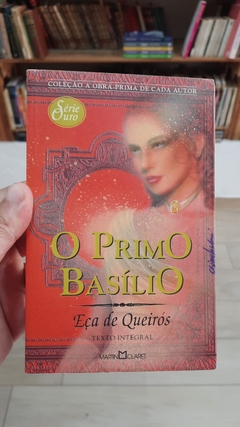 COLEÇÃO A OBRA-PRIMA DE CADA AUTOR
Série
Ouro
O PRIMO
BASÍLIO
Eça de Queirós
TEXTO INTEGRAL
MARTIN CLARET